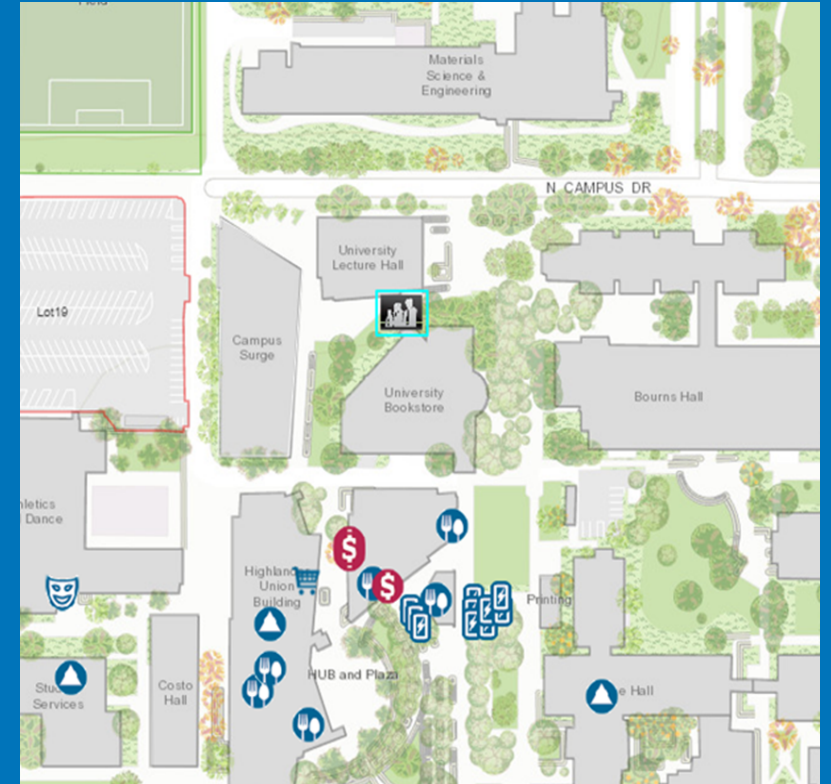 Materials
Science &
Engineering
N CAMPUS DR
University
Lecture Hall
Lot19
Campus
Surge
University
Bookstore
Bourns Hall
Dance
Highlander
Union
Building
$
$
Printing
HUB and Plaza
Costo
Hall
Services
Hall